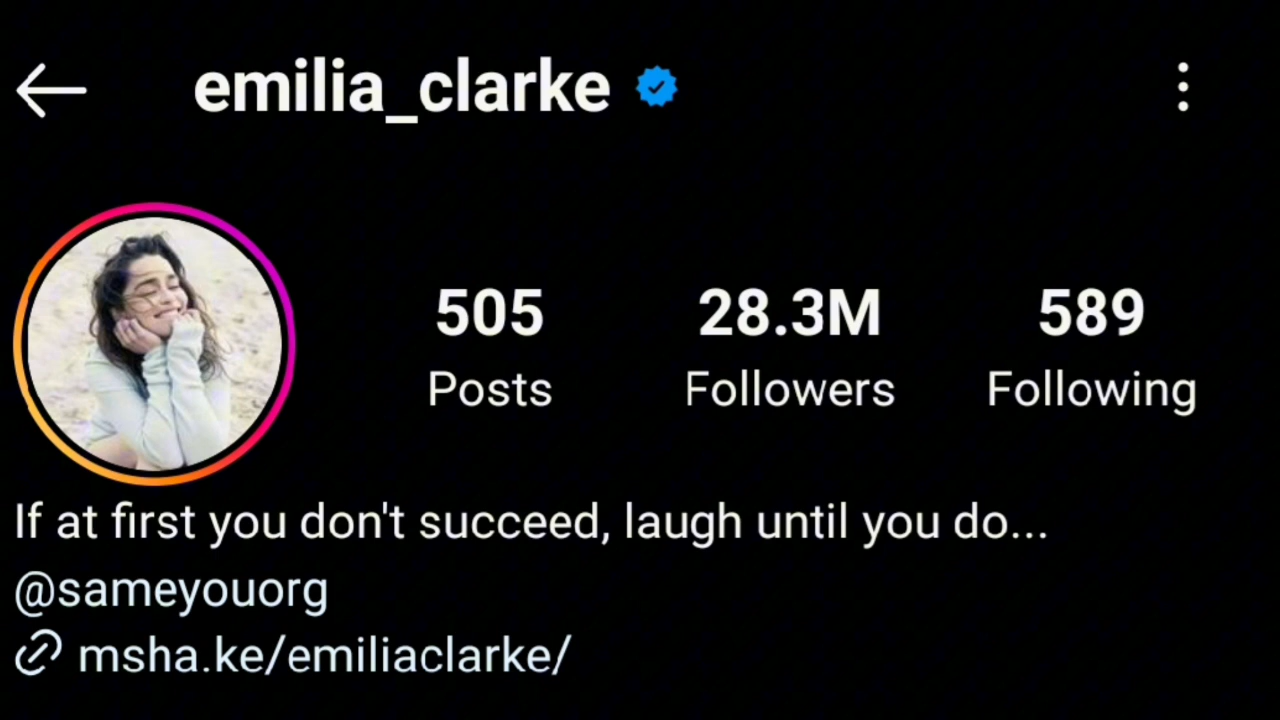 emilia_clarke
505 28.3M 589
Posts Followers Following
If at first you don't succeed, laugh until you do...
@sameyouorg
msha.ke/emiliaclarke/